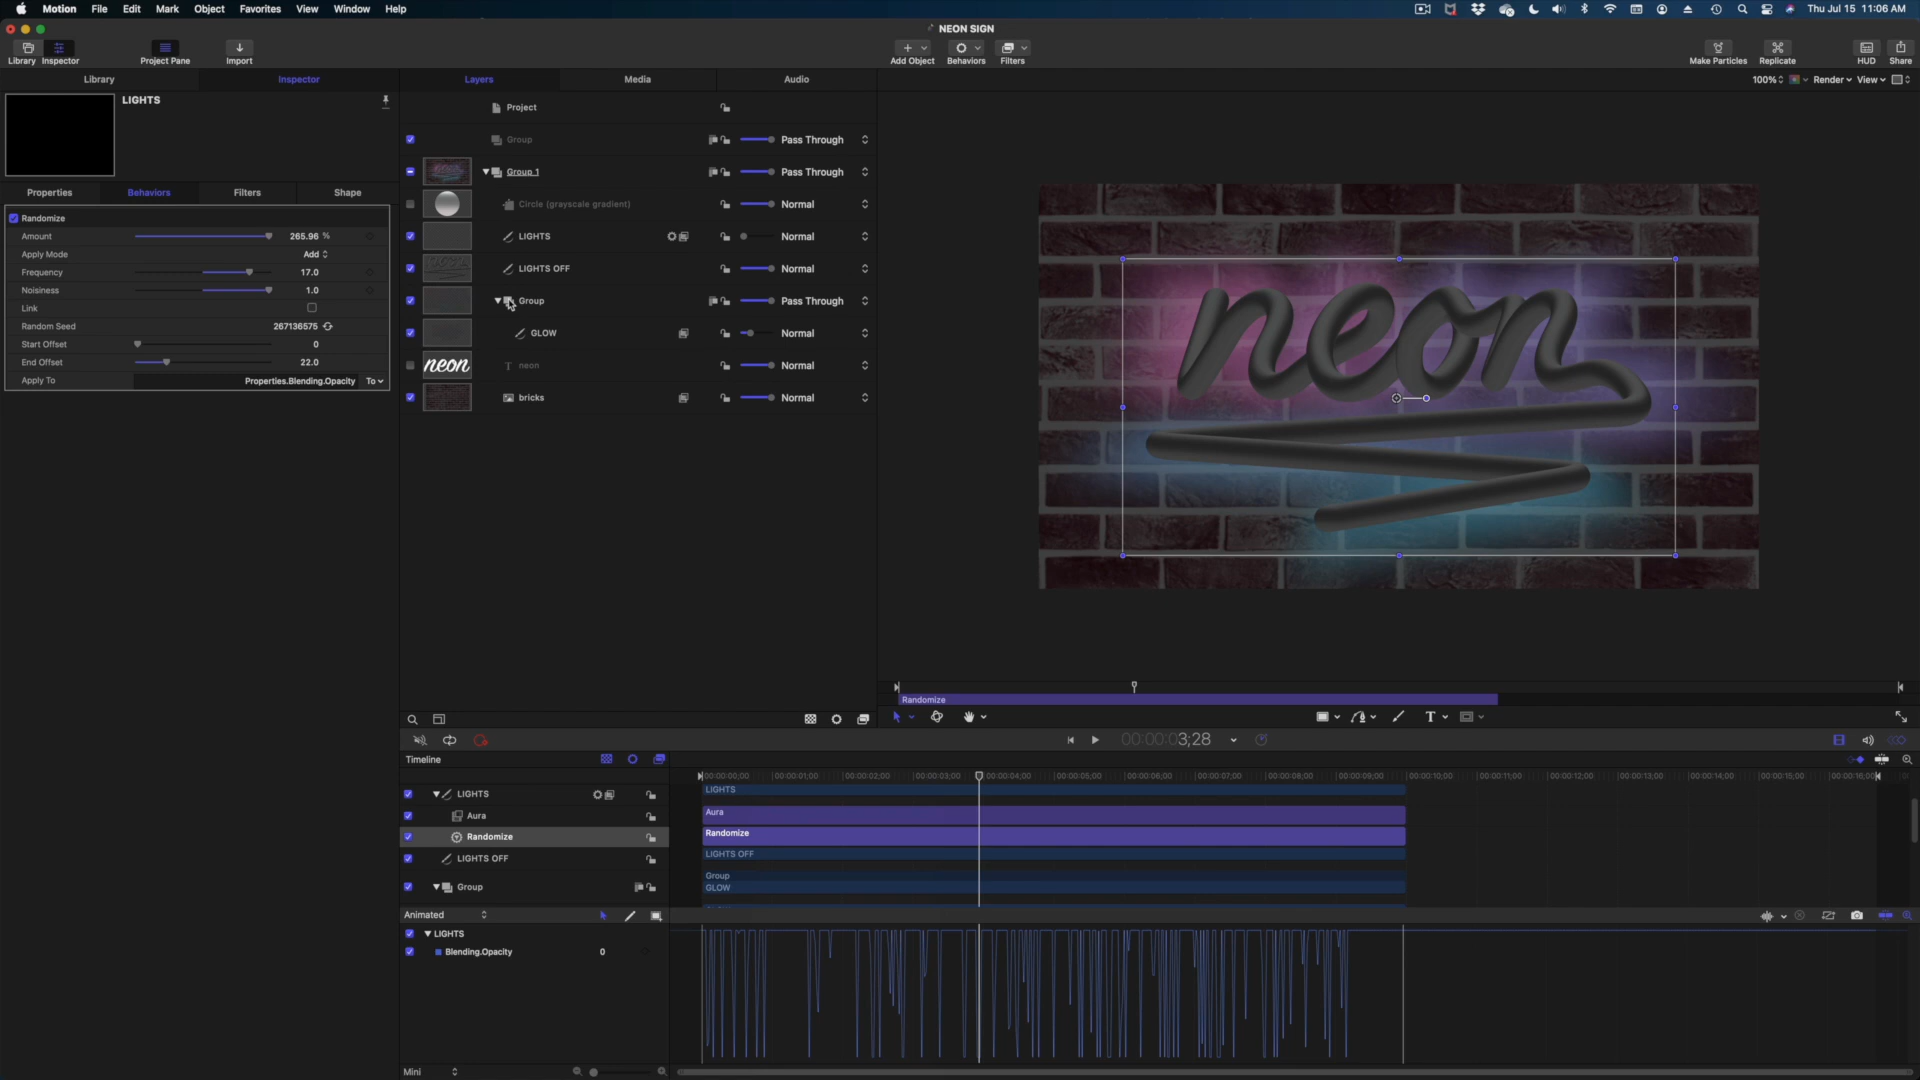 Motion File Edit Mark Object Favorites View Window Help
Thu Jul 15 11:06 AM
NEON SIGN
Library Inspector Project Pane Import
Add Object Behaviors Filters
Make Particles Replicate HUD Share
Library Inspector
Layers Media Audio
100% Render View
LIGHTS
Project
Group Pass Through
Group 1 Pass Through
Circle (grayscale gradient) Normal
LIGHTS Normal
LIGHTS OFF Normal
Group Pass Through
GLOW Normal
neon neon Normal
bricks Normal
Properties Behaviors Filters Shape
Randomize
Amount 265.96 %
Apply Mode Add
Frequency 17.0
Noisiness 1.0
Link
Random Seed 267136575
Start Offset 0
End Offset 22.0
Apply To Properties.Blending.Opacity To
neon
Randomize
T
00:00:03;28
Timeline
00:00:00;00 00:00:01;00 00:00:02;00 00:00:03;00 00:00:04;00 00:00:05;00 00:00:06;00 00:00:07;00 00:00:08;00 00:00:09;00 00:00:10;00 00:00:11;00 00:00:12;00 00:00:13;00 00:00:14;00 00:00:15;00 00:00:16;00
LIGHTS LIGHTS
Aura Aura
Randomize Randomize
LIGHTS OFF LIGHTS OFF
Group Group
GLOW
Animated
LIGHTS
Blending.Opacity 0
Mini